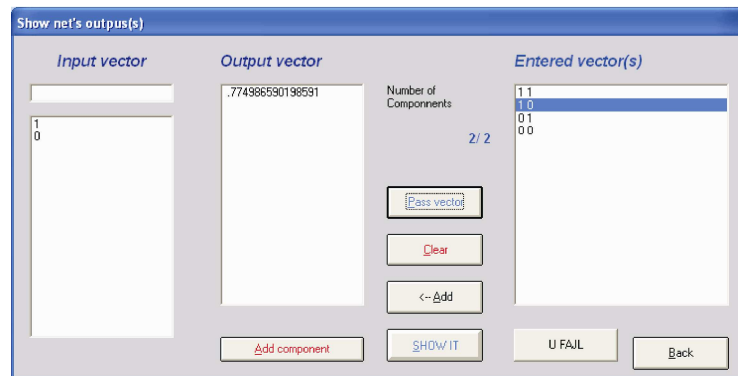 Show net's outpus(s)
Input vector
Output vector
Entered vector(s)
1
0
.774986590198591
Number of
Componnents
2/ 2
Pass vector
Clear
<-- Add
SHOW IT
Add component
1 1
1 0
0 1
0 0
U FAJL
Back